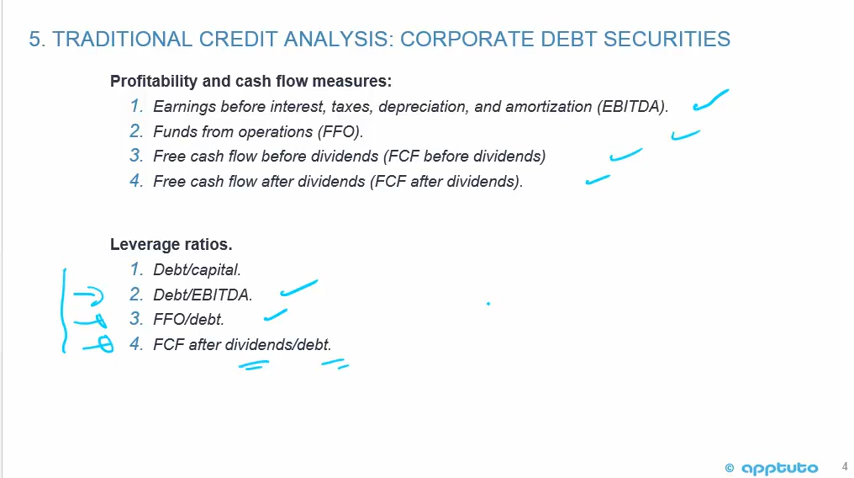 5. TRADITIONAL CREDIT ANALYSIS: CORPORATE DEBT SECURITIES
Profitability and cash flow measures:
1. Earnings before interest, taxes, depreciation, and amortization (EBITDA).
2. Funds from operations (FFO).
3. Free cash flow before dividends (FCF before dividends)
4. Free cash flow after dividends (FCF after dividends).
Leverage ratios.
1. Debt/capital.
2. Debt/EBITDA.
3. FFO/debt.
4. FCF after dividends/debt.
© apptuto 4